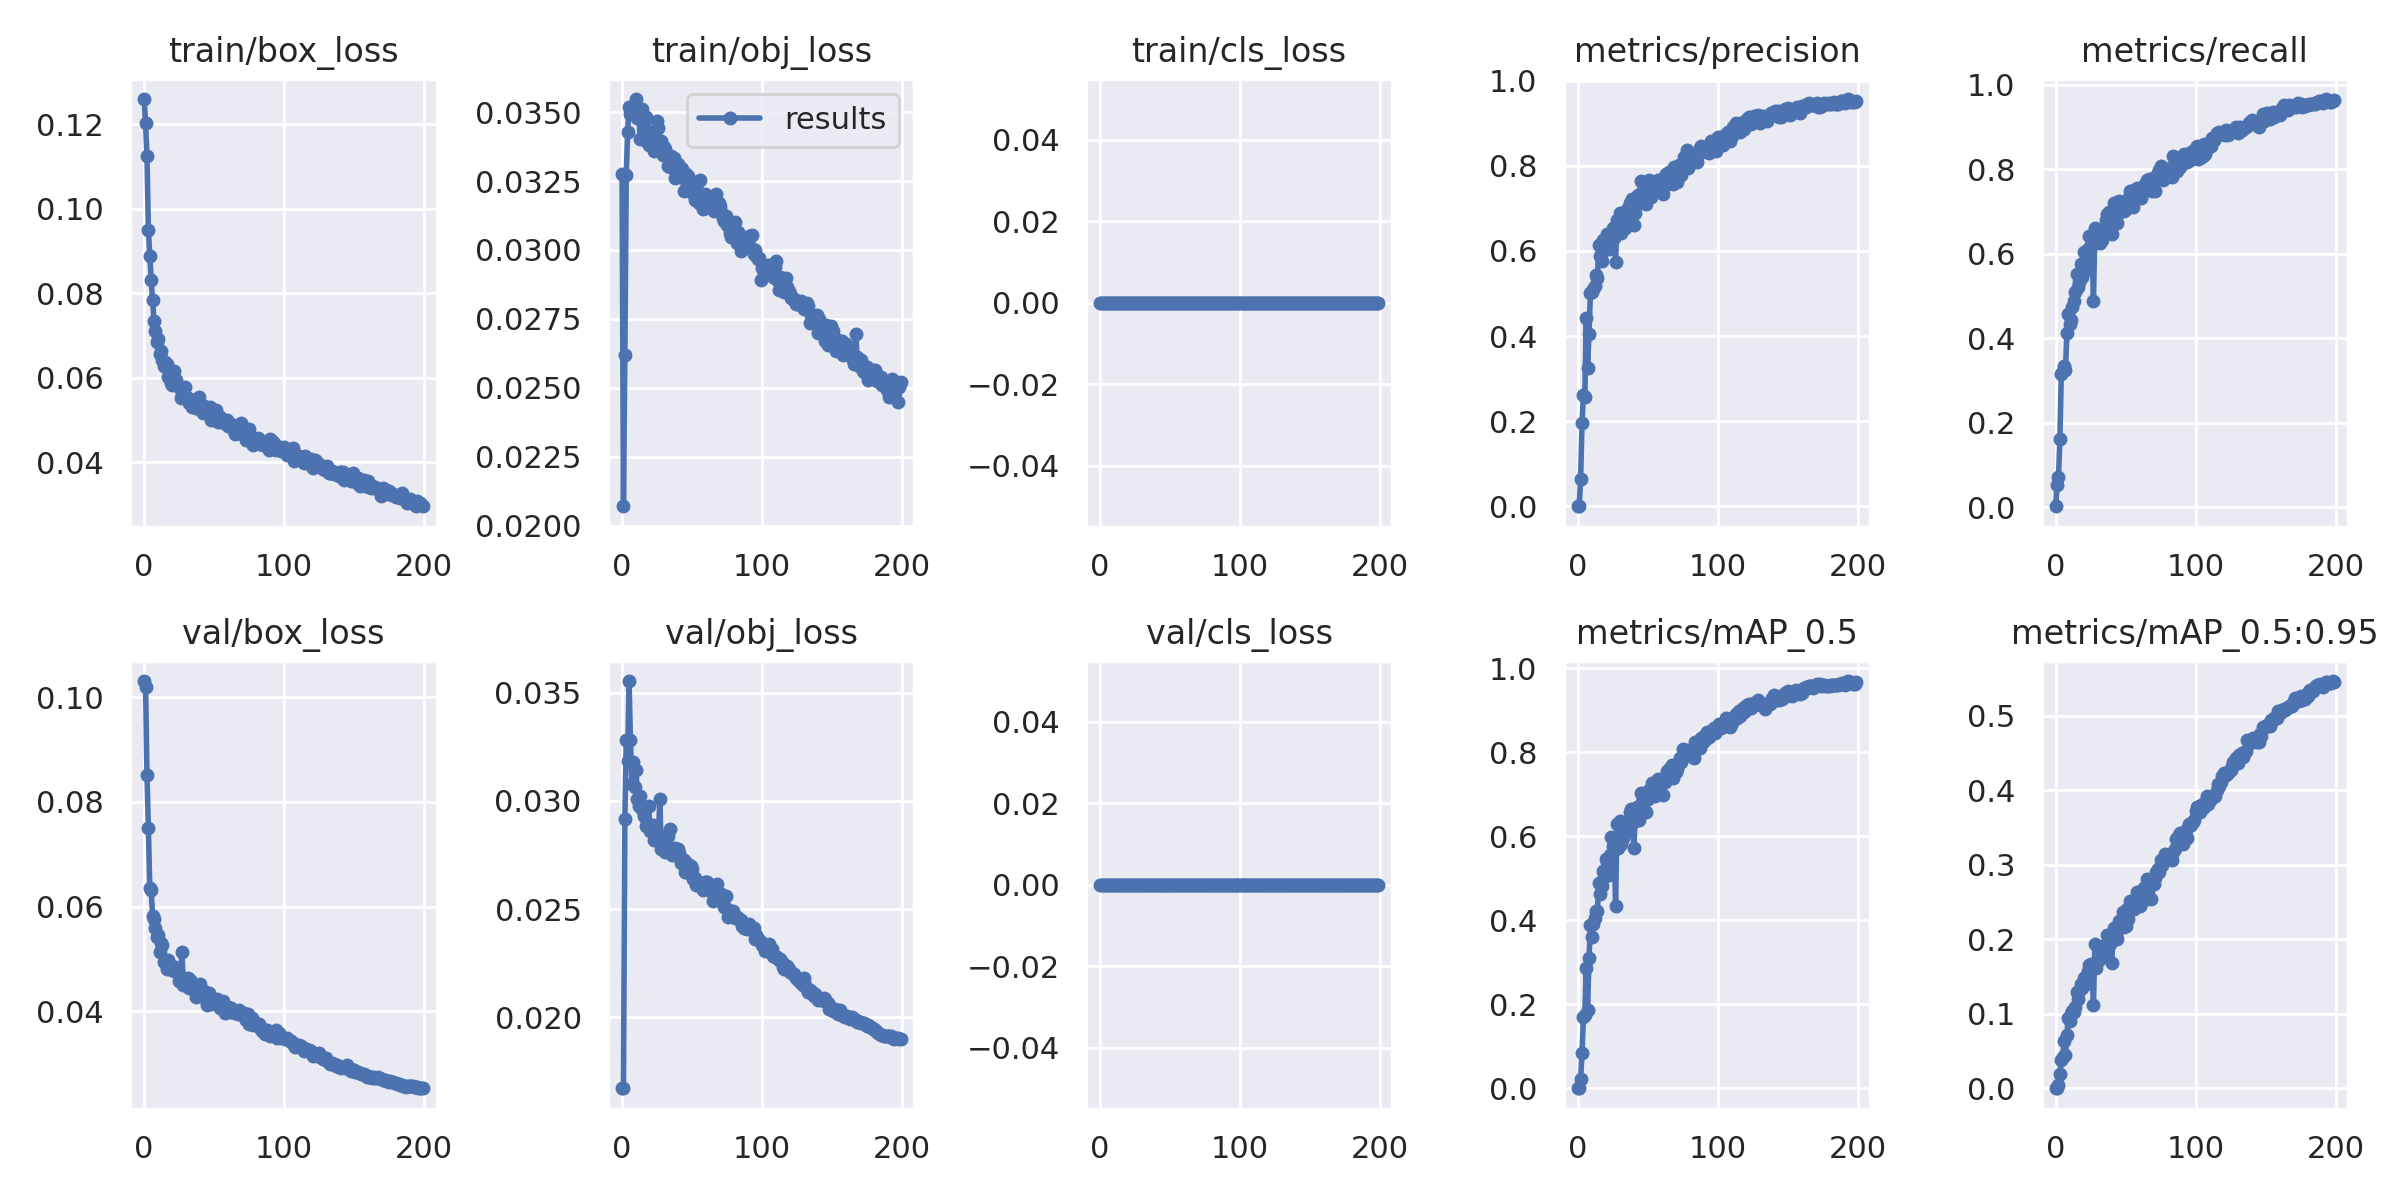 train/box_loss
0.12
0.10
0.08
0.06
0.04
0 100 200
train/obj_loss
results
0.0350
0.0325
0.0300
0.0275
0.0250
0.0225
0.0200
0 100 200
train/cls_loss
0.04
0.02
0.00
−0.02
−0.04
0 100 200
metrics/precision
1.0
0.8
0.6
0.4
0.2
0.0
0 100 200
metrics/recall
1.0
0.8
0.6
0.4
0.2
0.0
0 100 200
val/box_loss
0.10
0.08
0.06
0.04
0 100 200
val/obj_loss
0.035
0.030
0.025
0.020
0 100 200
val/cls_loss
0.04
0.02
0.00
−0.02
−0.04
0 100 200
metrics/mAP_0.5
1.0
0.8
0.6
0.4
0.2
0.0
0 100 200
metrics/mAP_0.5:0.95
0.5
0.4
0.3
0.2
0.1
0.0
0 100 200